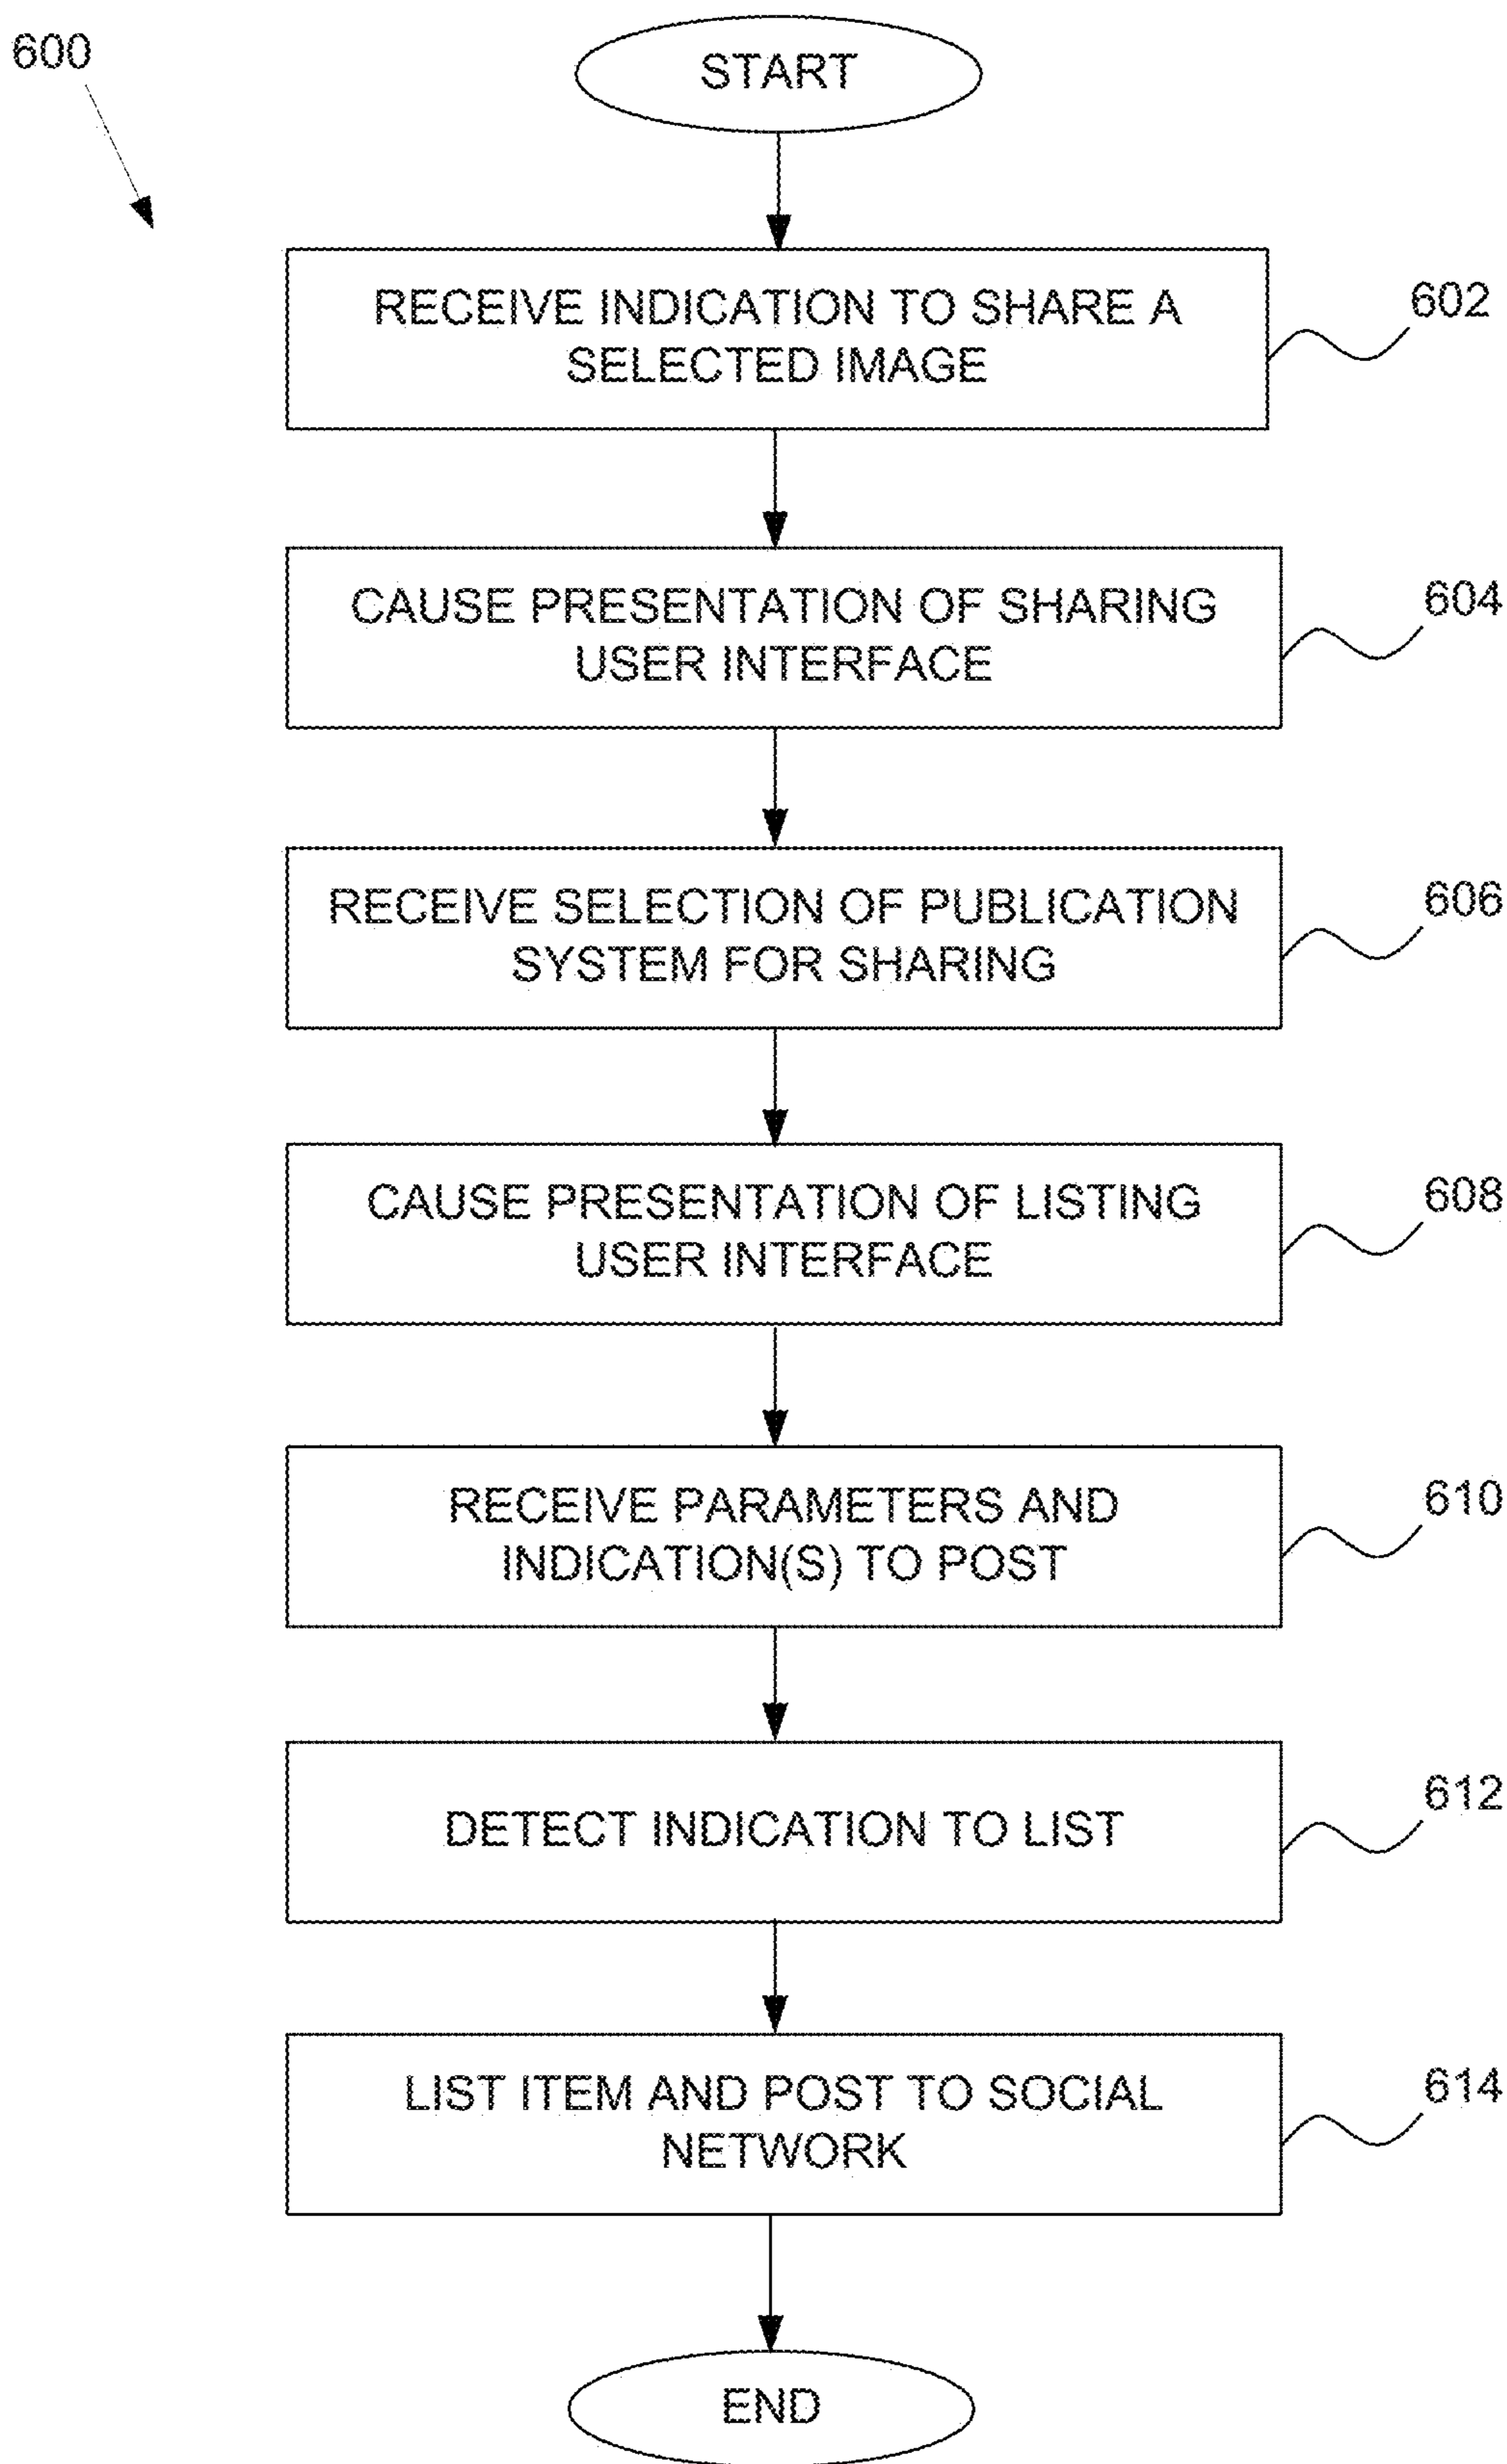 600
START
RECEIVE INDICATION TO SHARE A
SELECTED IMAGE
602
CAUSE PRESENTATION OF SHARING
USER INTERFACE
604
RECEIVE SELECTION OF PUBLICATION
SYSTEM FOR SHARING
606
CAUSE PRESENTATION OF LISTING
USER INTERFACE
608
RECEIVE PARAMETERS AND
INDICATION(S) TO POST
610
DETECT INDICATION TO LIST
612
LIST ITEM AND POST TO SOCIAL
NETWORK
614
END